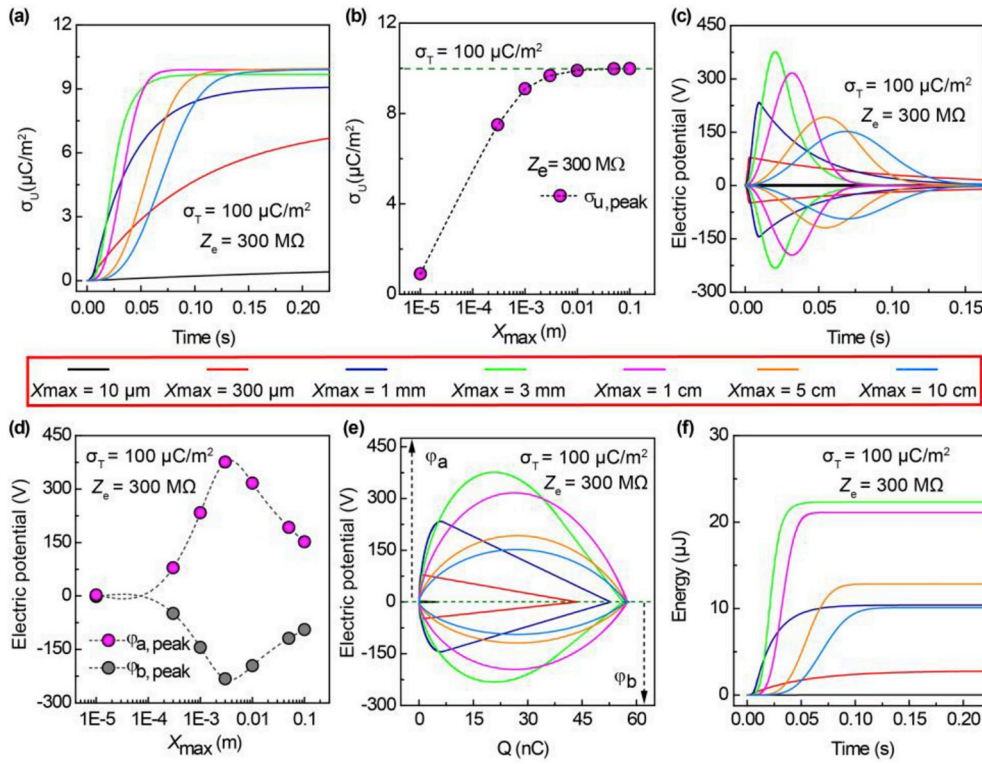 (a)
12
9
6
3
0
σU(μC/m²)
σT = 100 μC/m²
Ze = 300 MΩ
0.00 0.05 0.10 0.15 0.20
Time (s)
(b)
12
8
4
0
σU(μC/m²)
σT = 100 μC/m²
Ze = 300 MΩ
σu,peak
1E-5 1E-4 1E-3 0.01 0.1
Xmax (m)
(c)
450
300
150
0
-150
-300
Electric potential (V)
σT = 100 μC/m²
Ze = 300 MΩ
0.00 0.05 0.10 0.15
Time (s)
Xmax = 10 μm Xmax = 300 μm Xmax = 1 mm Xmax = 3 mm Xmax = 1 cm Xmax = 5 cm Xmax = 10 cm
(d)
450
300
150
0
-150
-300
Electric potential (V)
σT = 100 μC/m²
Ze = 300 MΩ
φa,peak
φb,peak
1E-5 1E-4 1E-3 0.01 0.1
Xmax (m)
(e)
450
300
150
0
-150
-300
Electric potential (V)
φa
σT = 100 μC/m²
Ze = 300 MΩ
φb
0 15 30 45 60
Q (nC)
(f)
30
20
10
0
Energy (μJ)
σT = 100 μC/m²
Ze = 300 MΩ
0.00 0.05 0.10 0.15 0.20
Time (s)